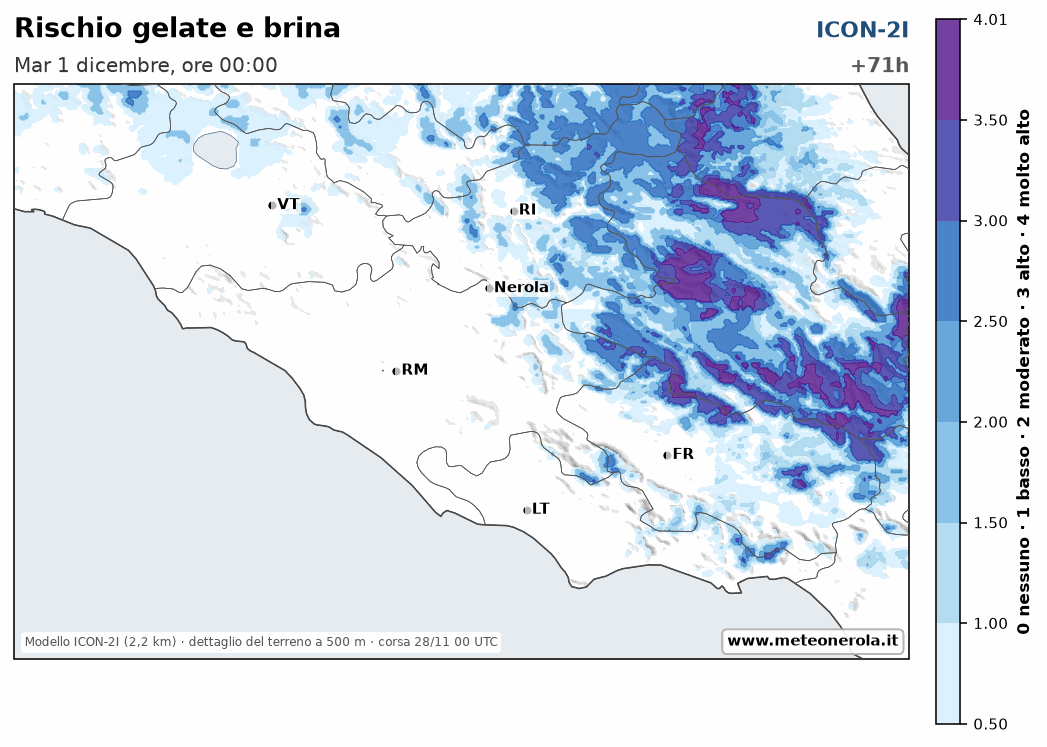 Rischio gelate e brina
ICON-2I
Mar 1 dicembre, ore 00:00
+71h
VT
RI
Nerola
RM
FR
LT
Modello ICON-2I (2,2 km) · dettaglio del terreno a 500 m · corsa 28/11 00 UTC
www.meteonerola.it
4.01
3.50
3.00
2.50
2.00
1.50
1.00
0.50
0 nessuno · 1 basso · 2 moderato · 3 alto · 4 molto alto